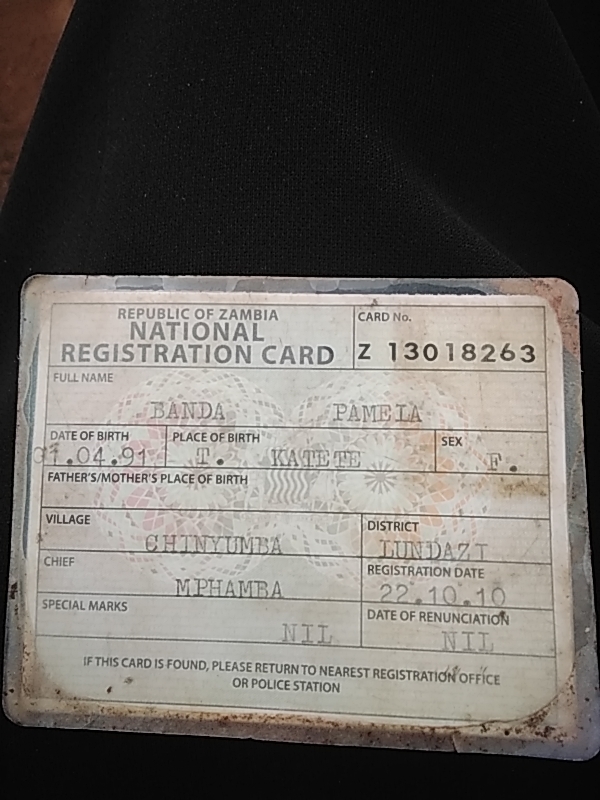 REPUBLIC OF ZAMBIA
NATIONAL
REGISTRATION CARD
CARD No.
Z 13018263
FULL NAME
BANDA PAMELA
DATE OF BIRTH
PLACE OF BIRTH
SEX
.04.91
T. KATETE
F.
FATHER'S/MOTHER'S PLACE OF BIRTH
VILLAGE
CHINYUMBA
DISTRICT
LUNDAZI
CHIEF
MPHAMBA
REGISTRATION DATE
22.10.10
SPECIAL MARKS
NIL
DATE OF RENUNCIATION
NIL
IF THIS CARD IS FOUND, PLEASE RETURN TO NEAREST REGISTRATION OFFICE
OR POLICE STATION